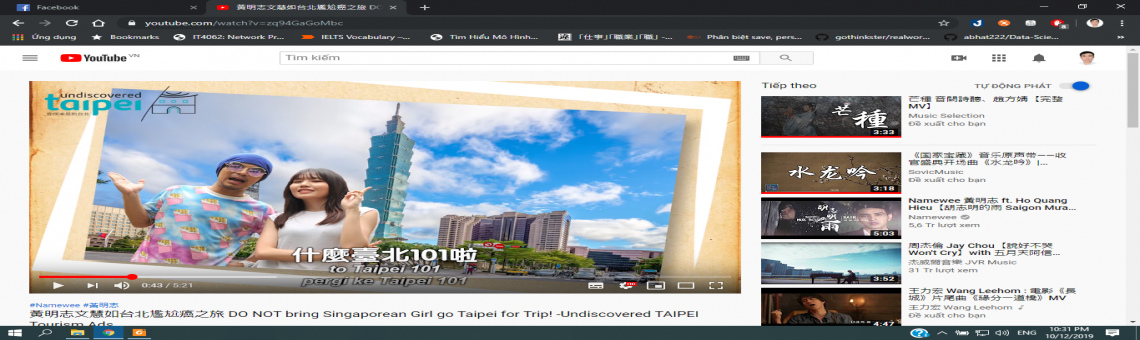 Facebook
黃明志文慧如台北尷尬癌之旅 DO
youtube.com/watch?v=zq94GaGoMbc
Ứng dụng
Bookmarks
IT4062: Network Pr...
IELTS Vocabulary –...
Tìm Hiểu Mô Hình...
「仕事」「職業」「職」 -...
Phân biệt save, pers...
gothinkster/realwor...
abhat222/Data-Scie...
YouTube VN
Tìm kiếm
undiscovered
taipei
什麼臺北101啦
to Taipei 101
pergi ke Taipei 101
0:43 / 5:21
#Namewee #黃明志
黃明志文慧如台北尷尬癌之旅 DO NOT bring Singaporean Girl go Taipei for Trip! -Undiscovered TAIPEI
Tourism Ads
Tiếp theo
TỰ ĐỘNG PHÁT
芒種
3:33
芒種 音闕詩聽、趙方婧【完整
MV】
Music Selection
Đề xuất cho bạn
水龙吟
3:18
《国家宝藏》音乐原声带——收
官盛典开场曲《水龙吟》|...
SovicMusic
Đề xuất cho bạn
5:03
Namewee 黃明志 ft. Ho Quang
Hieu【胡志明的雨 Saigon Mưa...
Namewee
5,6 Tr lượt xem
3:52
周杰倫 Jay Chou【說好不哭
Won't Cry】with 五月天阿信...
杰威爾音樂 JVR Music
31 Tr lượt xem
4:47
王力宏 Wang Leehom : 電影《長
城》片尾曲《緣分一道橋》MV
王力宏 Wang Leehom
Đề xuất cho bạn
ENG
10:31 PM
10/12/2019